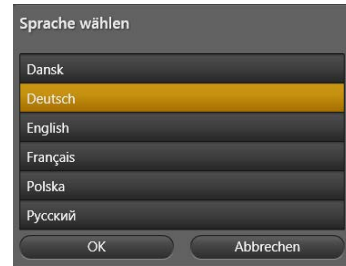 Sprache wählen
Dansk
Deutsch
English
Français
Polska
Русский
OK Abbrechen